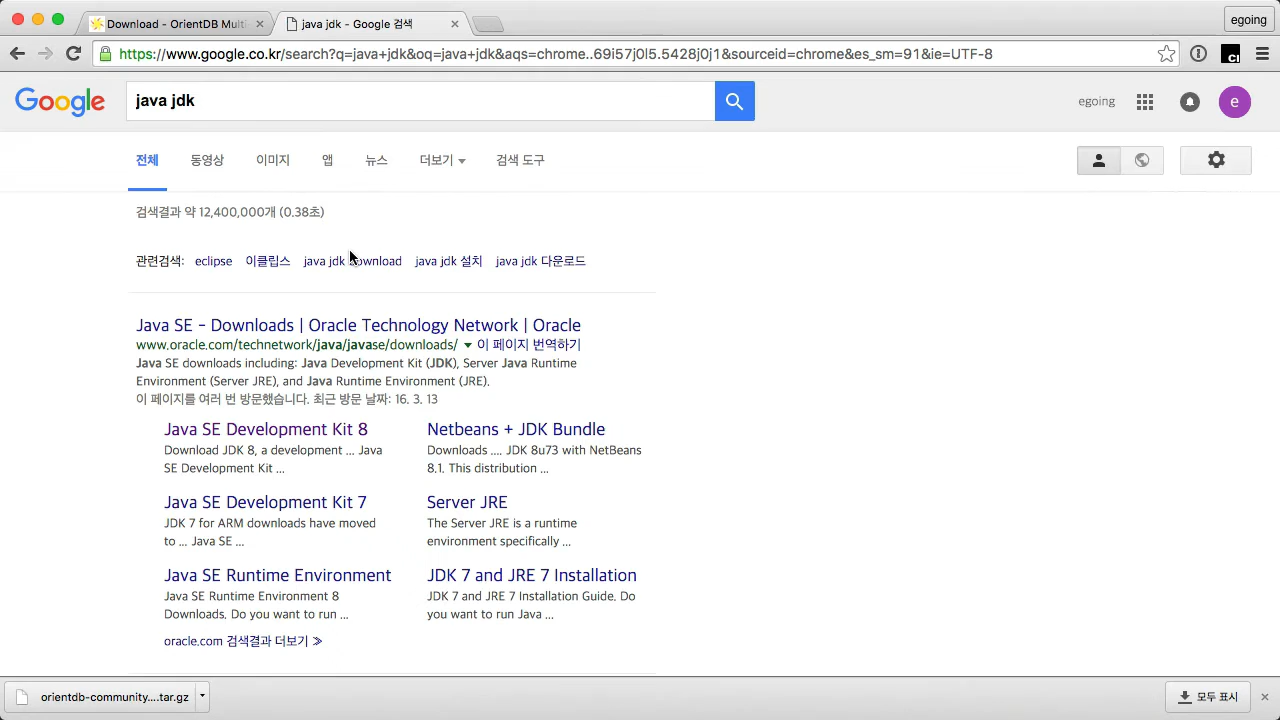 Download - OrientDB Multi
java jdk - Google 검색
egoing
https://www.google.co.kr/search?q=java+jdk&oq=java+jdk&aqs=chrome..69i57j0l5.5428j0j1&sourceid=chrome&es_sm=91&ie=UTF-8
Google
java jdk
egoing
e
전체 동영상 이미지 앱 뉴스 더보기 검색 도구
검색결과 약 12,400,000개 (0.38초)
관련검색: eclipse 이클립스 java jdk download java jdk 설치 java jdk 다운로드
Java SE - Downloads | Oracle Technology Network | Oracle
www.oracle.com/technetwork/java/javase/downloads/ 이 페이지 번역하기
Java SE downloads including: Java Development Kit (JDK), Server Java Runtime
Environment (Server JRE), and Java Runtime Environment (JRE).
이 페이지를 여러 번 방문했습니다. 최근 방문 날짜: 16. 3. 13
Java SE Development Kit 8
Download JDK 8, a development ... Java
SE Development Kit ...
Netbeans + JDK Bundle
Downloads .... JDK 8u73 with NetBeans
8.1. This distribution ...
Java SE Development Kit 7
JDK 7 for ARM downloads have moved
to ... Java SE ...
Server JRE
The Server JRE is a runtime
environment specifically ...
Java SE Runtime Environment
Java SE Runtime Environment 8
Downloads. Do you want to run ...
JDK 7 and JRE 7 Installation
JDK 7 and JRE 7 Installation Guide. Do
you want to run Java ...
oracle.com 검색결과 더보기 ≫
orientdb-community....tar.gz
모두 표시